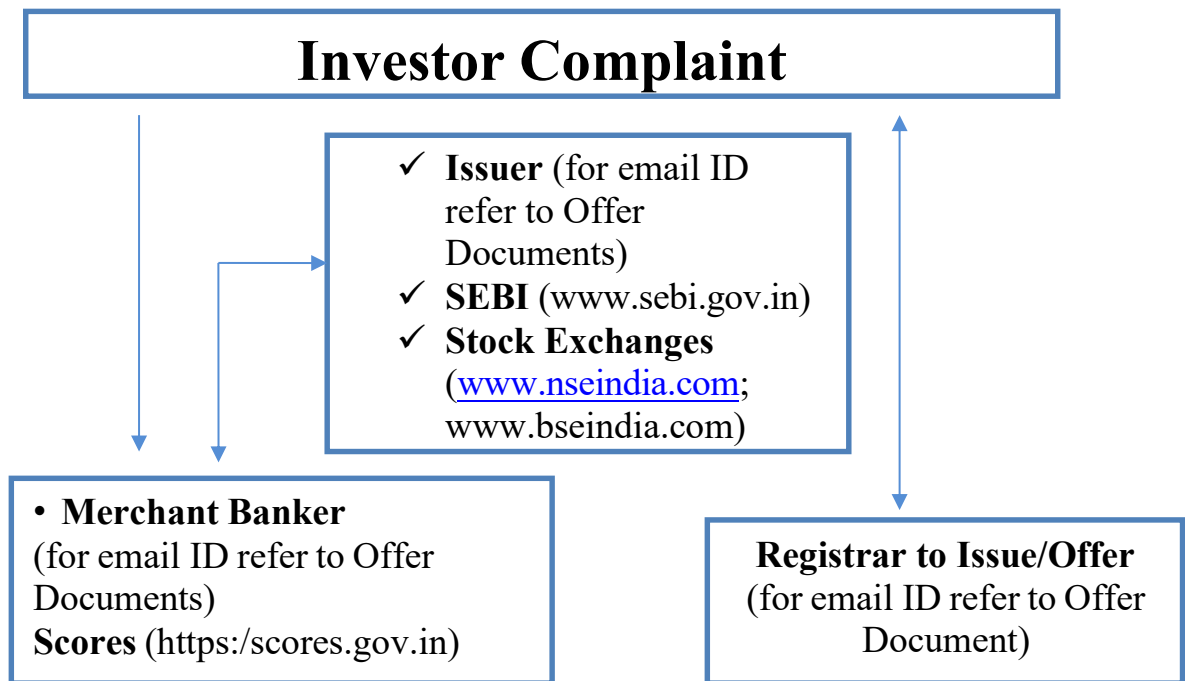 Investor Complaint
✓ Issuer (for email ID
refer to Offer
Documents)
✓ SEBI (www.sebi.gov.in)
✓ Stock Exchanges
(www.nseindia.com;
www.bseindia.com)
• Merchant Banker
(for email ID refer to Offer
Documents)
Scores (https:/scores.gov.in)
Registrar to Issue/Offer
(for email ID refer to Offer
Document)